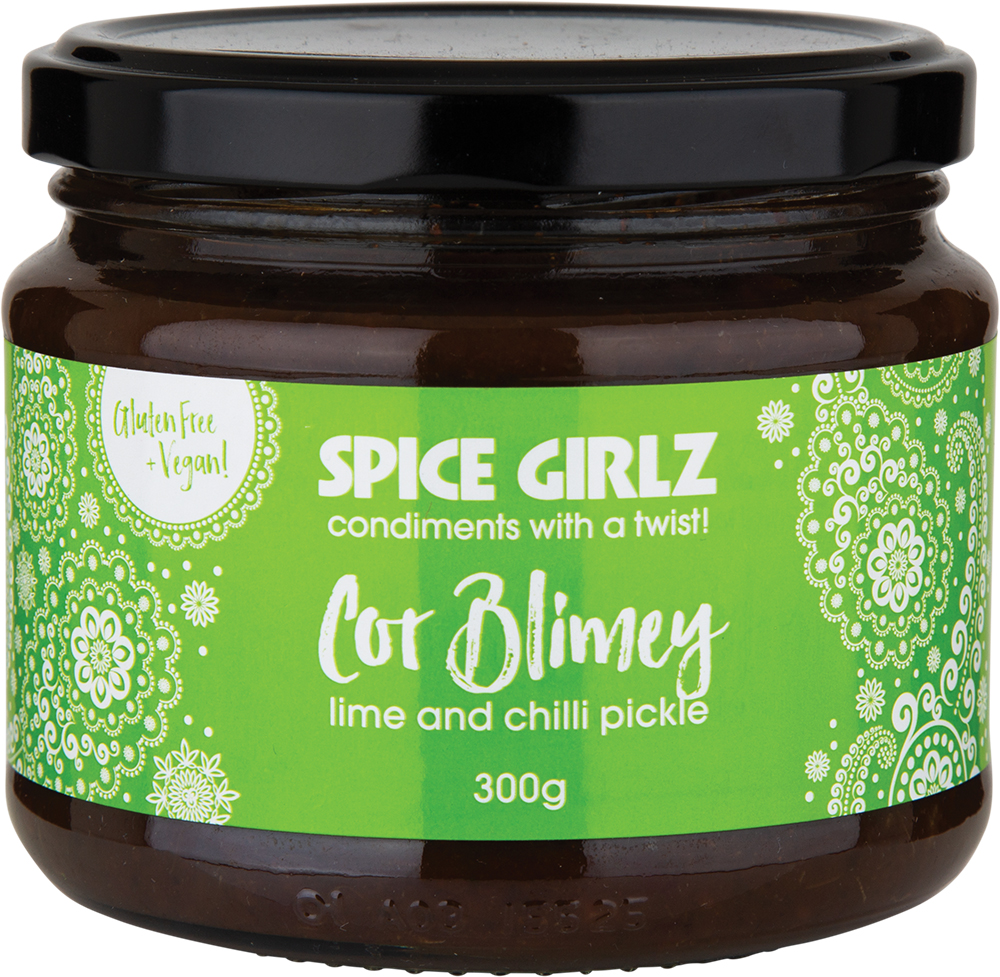 Gluten Free
+ Vegan!
SPICE GIRLZ
condiments with a twist!
Cor Blimey
lime and chilli pickle
300g